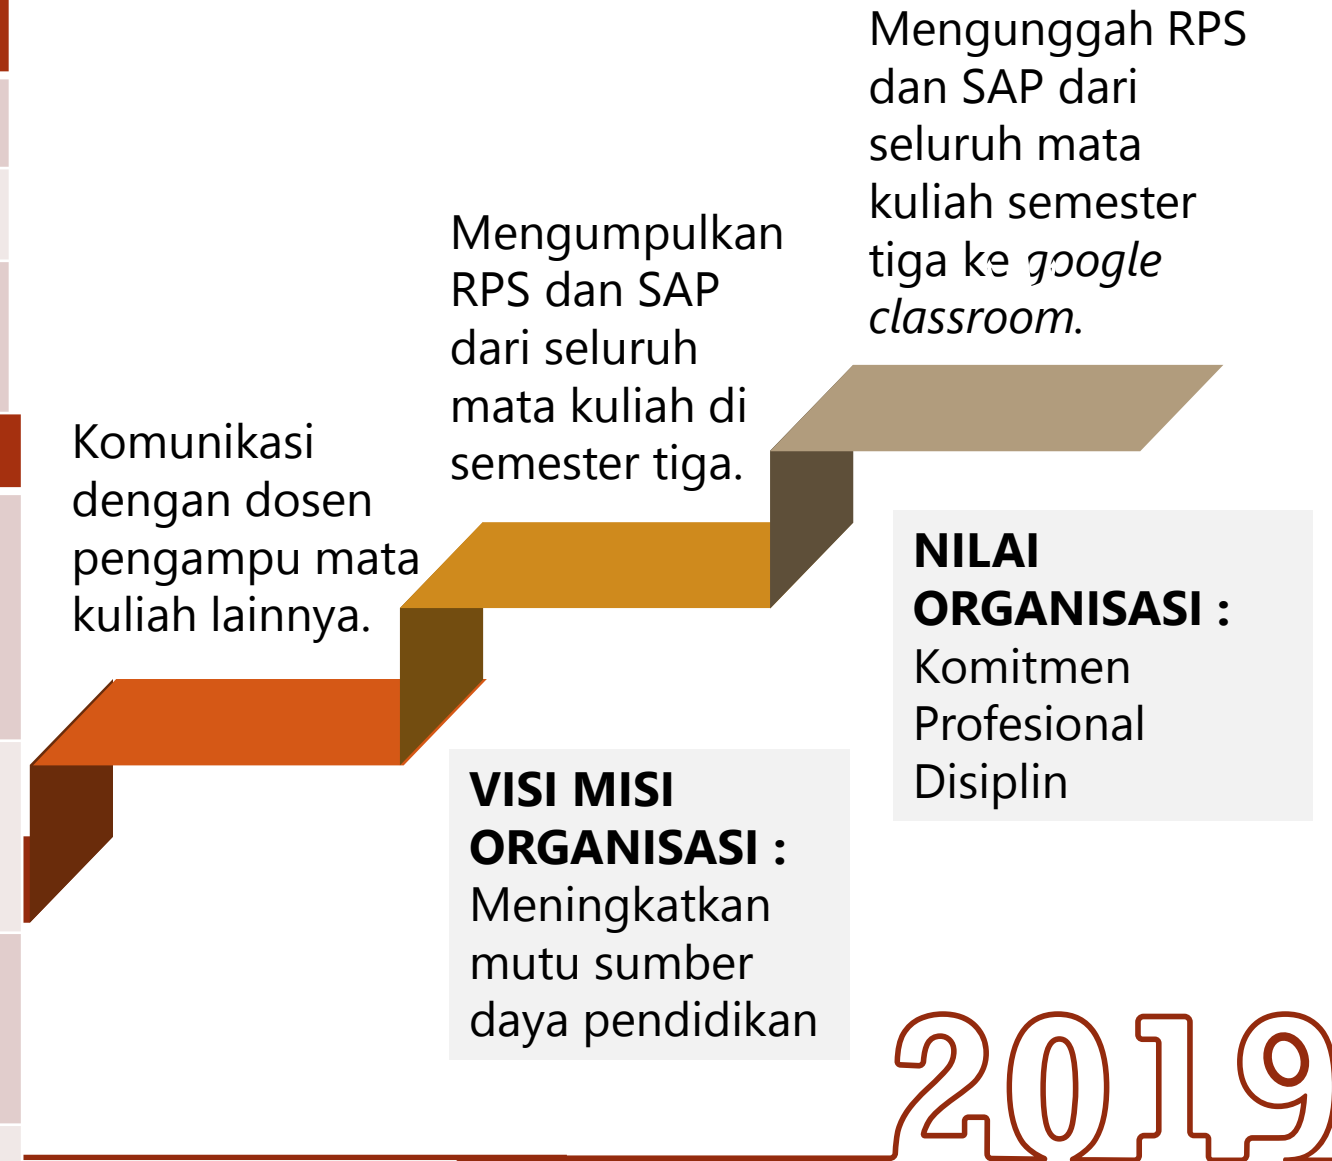 Komunikasi
dengan dosen
pengampu mata
kuliah lainnya.
Mengumpulkan
RPS dan SAP
dari seluruh
mata kuliah di
semester tiga.
Mengunggah RPS
dan SAP dari
seluruh mata
kuliah semester
tiga ke google
classroom.
VISI MISI
ORGANISASI :
Meningkatkan
mutu sumber
daya pendidikan
NILAI
ORGANISASI :
Komitmen
Profesional
Disiplin
2019